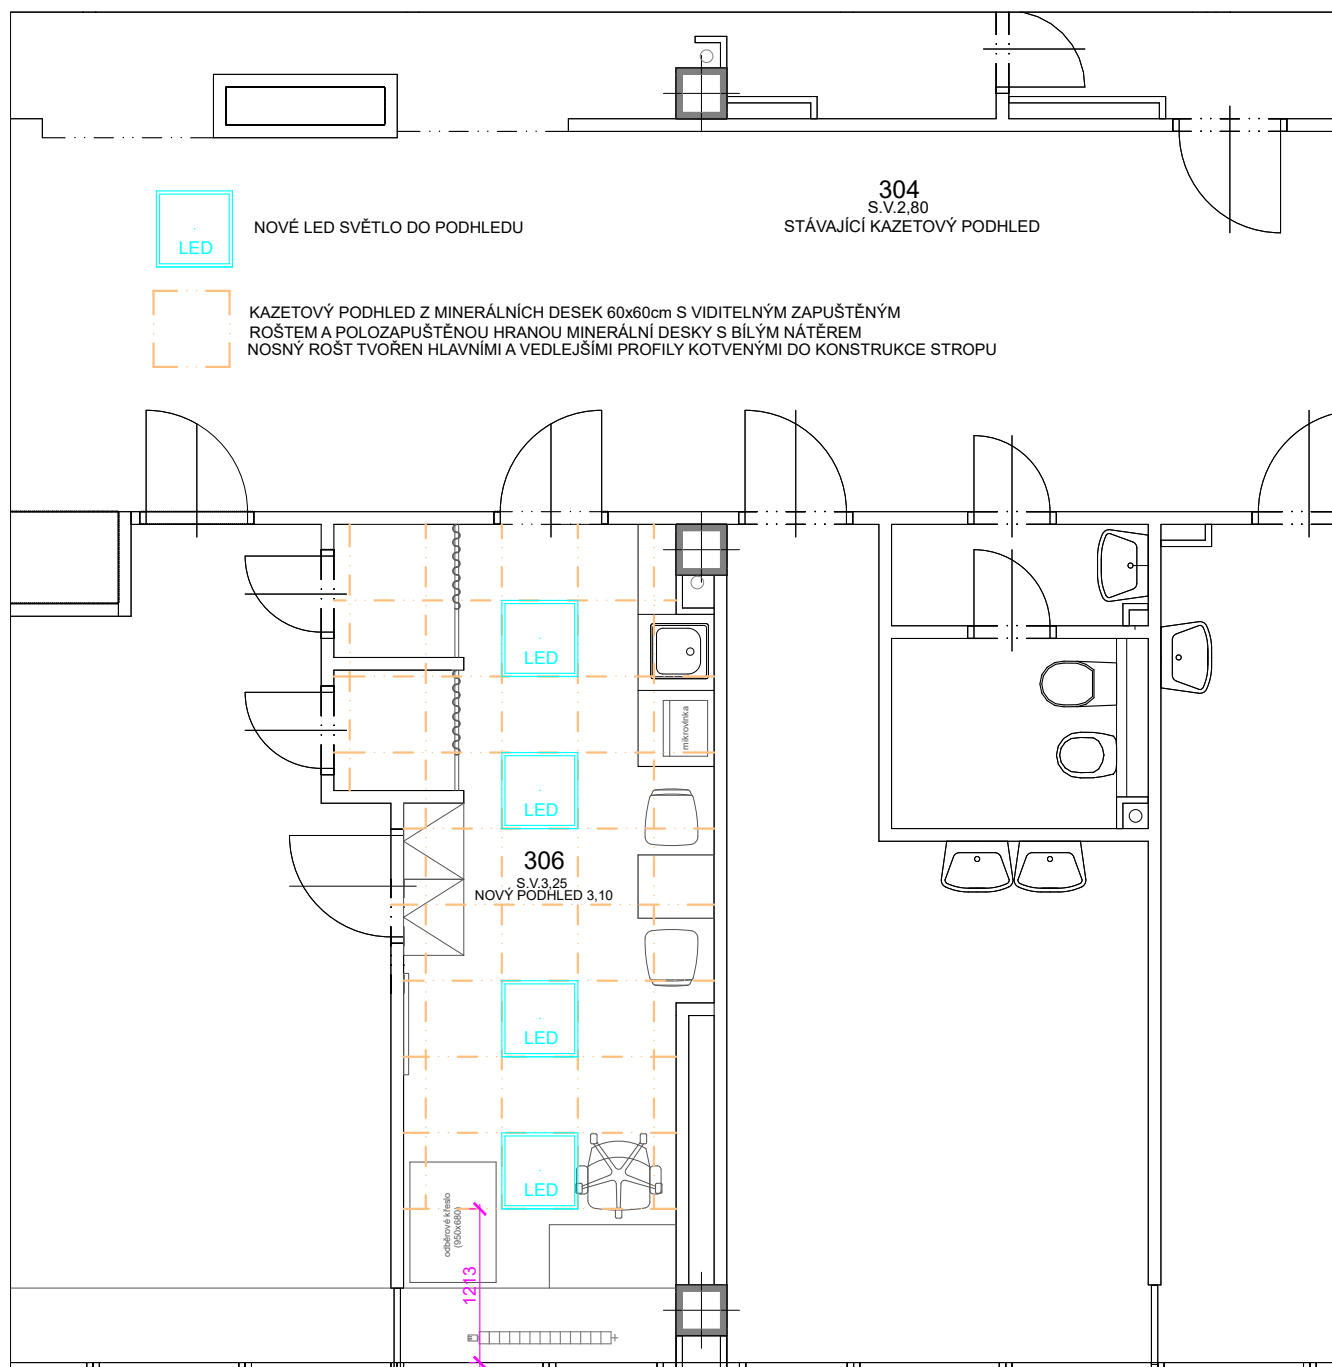 304
S.V.2,80
STÁVAJÍCÍ KAZETOVÝ PODHLED
NOVÉ LED SVĚTLO DO PODHLEDU
LED
KAZETOVÝ PODHLED Z MINERÁLNÍCH DESEK 60x60cm S VIDITELNÝM ZAPUŠTĚNÝM
ROŠTEM A POLOZAPUŠTĚNOU HRANOU MINERÁLNÍ DESKY S BÍLÝM NÁTĚREM
NOSNÝ ROŠT TVOŘEN HLAVNÍMI A VEDLEJŠÍMI PROFILY KOTVENÝMI DO KONSTRUKCE STROPU
LED
mikrovlnka
LED
306
S.V.3,25
NOVÝ PODHLED 3,10
LED
LED
odběrové křeslo
(950x680)
1213